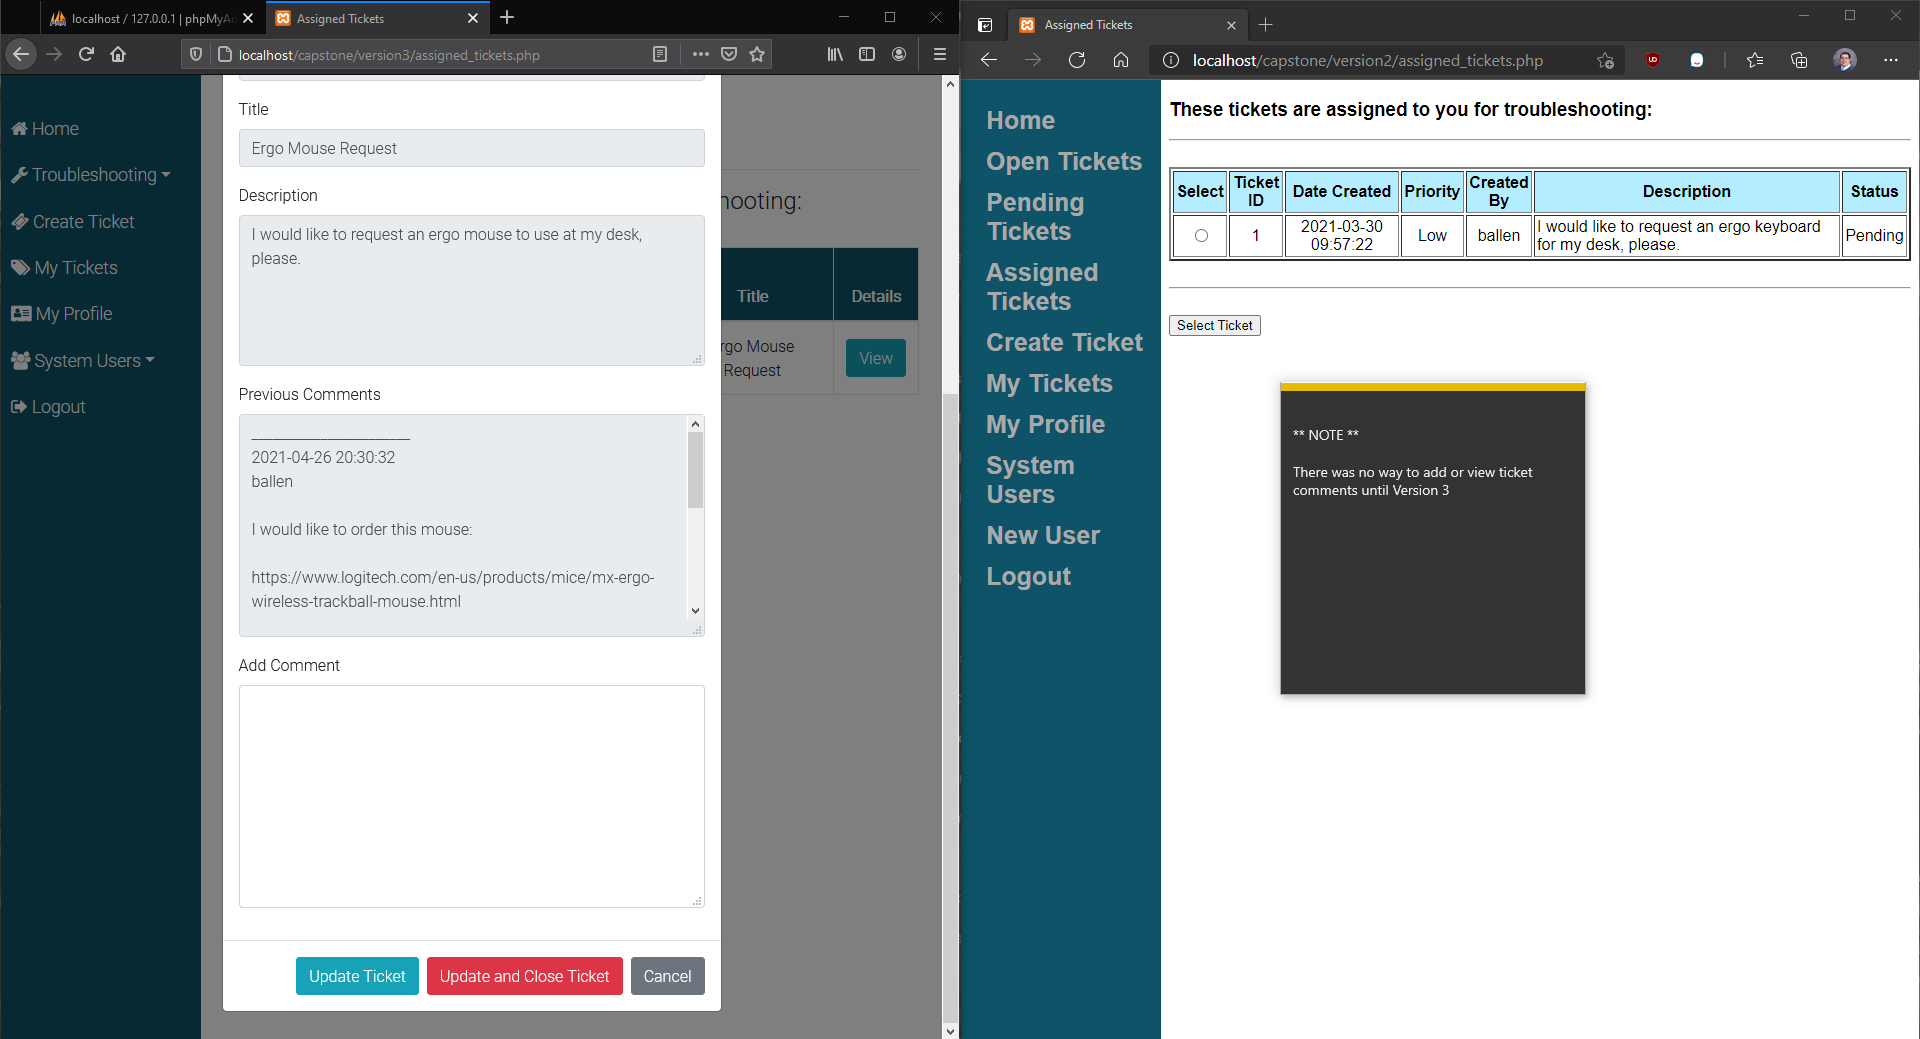 localhost / 127.0.0.1 | phpMyAd
Assigned Tickets
localhost/capstone/version3/assigned_tickets.php
Home
Troubleshooting
Create Ticket
My Tickets
My Profile
System Users
Logout
Title
Ergo Mouse Request
Description
I would like to request an ergo mouse to use at my desk,
please.
Previous Comments
______________________
2021-04-26 20:30:32
ballen
I would like to order this mouse:
https://www.logitech.com/en-us/products/mice/mx-ergo-
wireless-trackball-mouse.html
Add Comment
Update Ticket
Update and Close Ticket
Cancel
hooting:
Title
Details
rgo Mouse
Request
View
Assigned Tickets
localhost/capstone/version2/assigned_tickets.php
Home
Open Tickets
Pending
Tickets
Assigned
Tickets
Create Ticket
My Tickets
My Profile
System
Users
New User
Logout
These tickets are assigned to you for troubleshooting:
Select
Ticket
ID
Date Created
Priority
Created
By
Description
Status
1
2021-03-30
09:57:22
Low
ballen
I would like to request an ergo keyboard
for my desk, please.
Pending
Select Ticket
** NOTE **
There was no way to add or view ticket
comments until Version 3